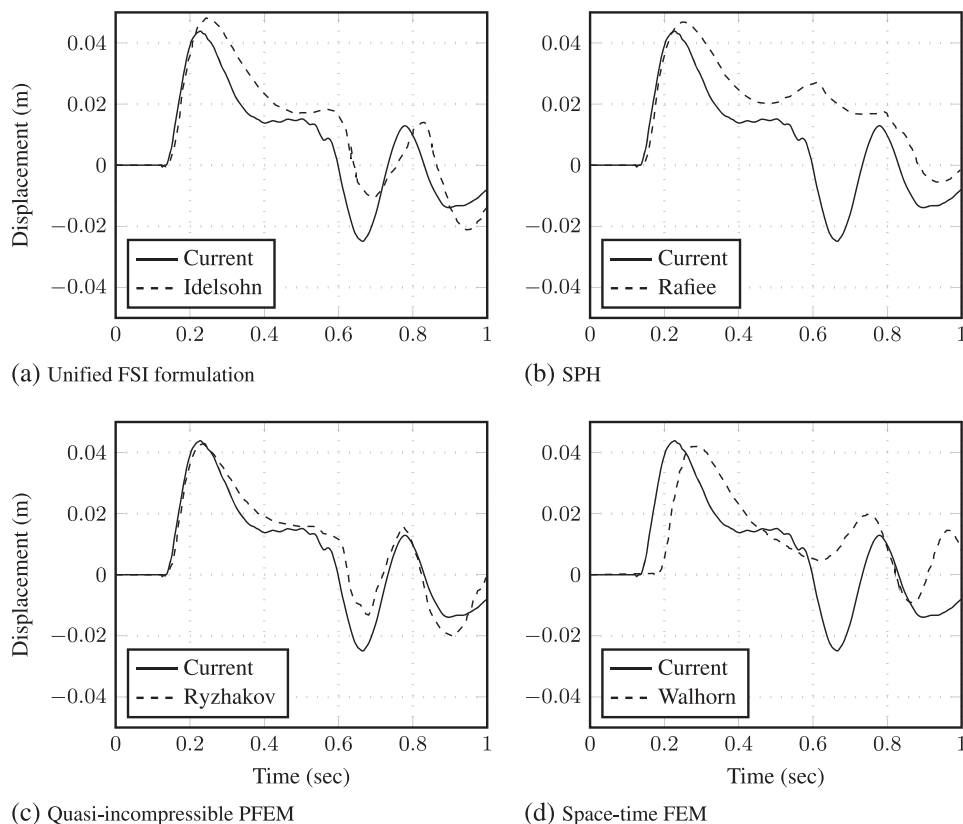 0.04
0.02
0
−0.02
−0.04
Displacement (m)
Current
Idelsohn
0 0.2 0.4 0.6 0.8 1
(a) Unified FSI formulation
0.04
0.02
0
−0.02
−0.04
Current
Rafiee
0 0.2 0.4 0.6 0.8 1
(b) SPH
0.04
0.02
0
−0.02
−0.04
Displacement (m)
Current
Ryzhakov
0 0.2 0.4 0.6 0.8 1
Time (sec)
(c) Quasi-incompressible PFEM
0.04
0.02
0
−0.02
−0.04
Current
Walhorn
0 0.2 0.4 0.6 0.8 1
Time (sec)
(d) Space-time FEM